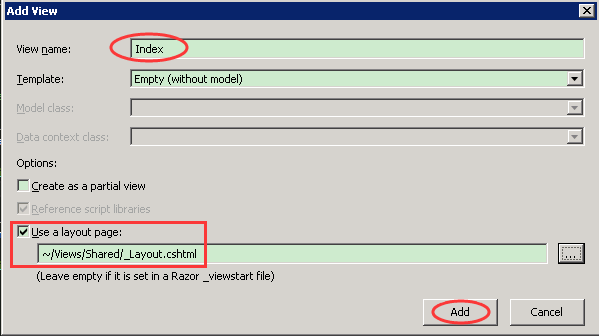 Add View
View name: Index
Template: Empty (without model)
Model class:
Data context class:
Options:
Create as a partial view
Reference script libraries
Use a layout page:
~/Views/Shared/_Layout.cshtml ...
(Leave empty if it is set in a Razor _viewstart file)
Add Cancel